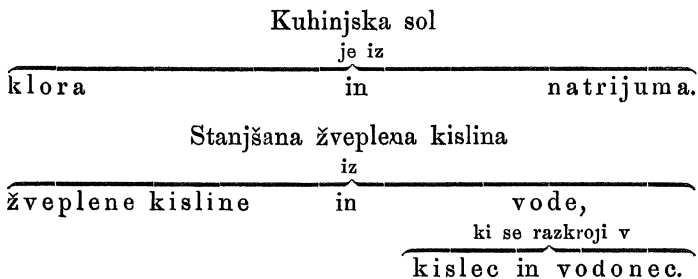 Kuhinjska sol
je iz
klora in natrijuma.
Stanjšana žveplena kislina
iz
žveplene kisline in vode,
ki se razkroji v
kislec in vodonec.